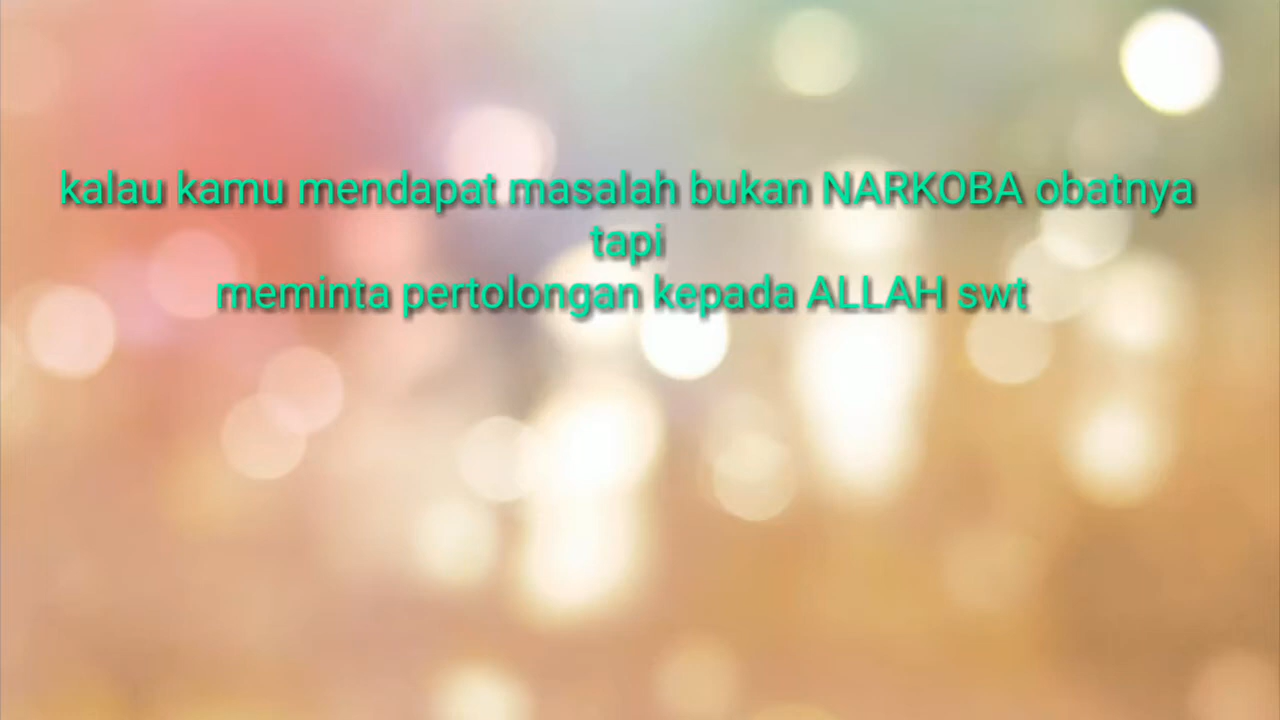 kalau kamu mendapat masalah bukan NARKOBA obatnya
tapi
meminta pertolongan kepada ALLAH swt